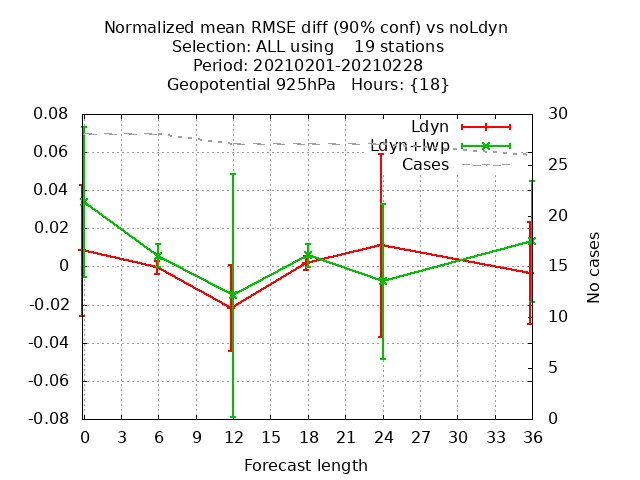 Normalized mean RMSE diff (90% conf) vs noLdyn
Selection: ALL using    19 stations
Period: 20210201-20210228
Geopotential 925hPa   Hours: {18}
0.08
0.06
0.04
0.02
0
-0.02
-0.04
-0.06
-0.08
Ldyn
Ldyn+lwp
Cases
30
25
20
15
10
5
0
No cases
0 3 6 9 12 15 18 21 24 27 30 33 36
Forecast length